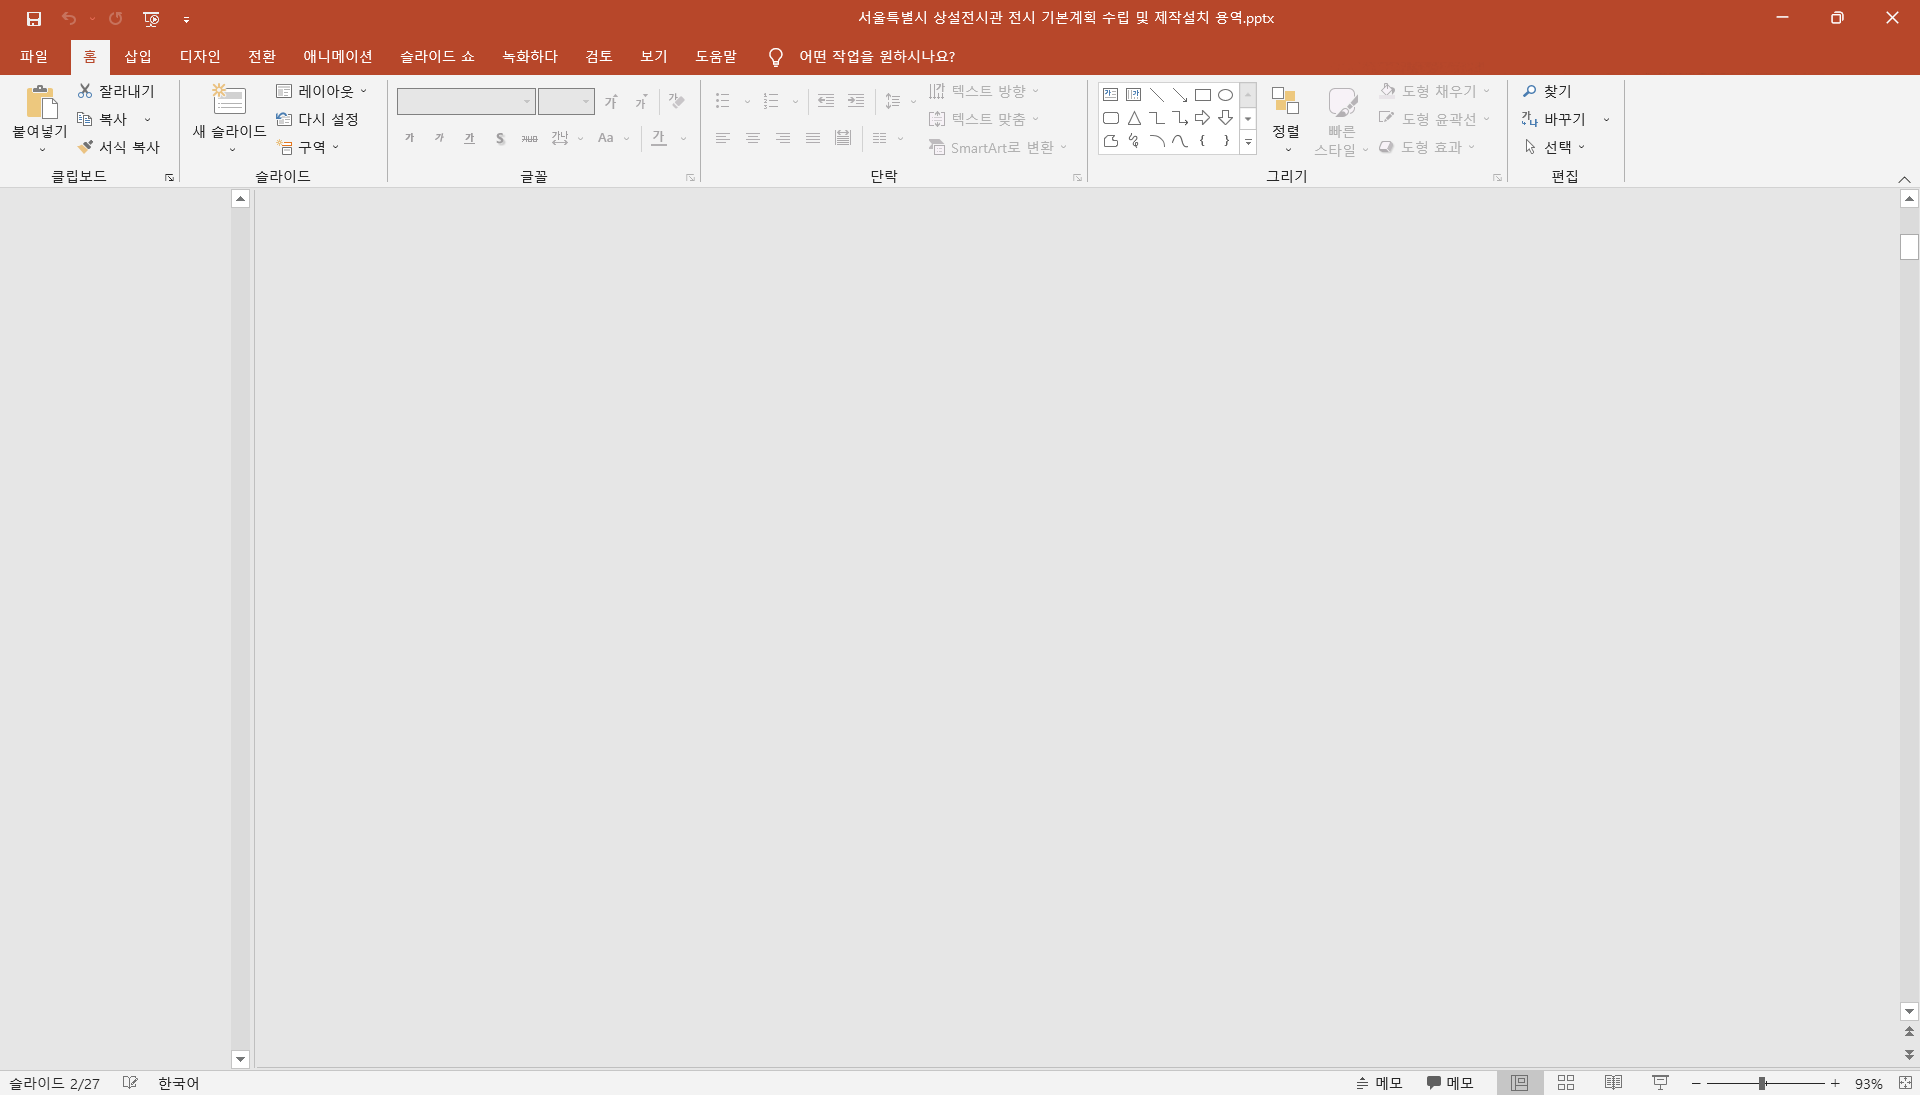 서울특별시 상설전시관 전시 기본계획 수립 및 제작설치 용역.pptx
파일 홈 삽입 디자인 전환 애니메이션 슬라이드 쇼 녹화하다 검토 보기 도움말 어떤 작업을 원하시나요?
붙여넣기
잘라내기
복사
서식 복사
클립보드
새 슬라이드
레이아웃
다시 설정
구역
슬라이드
가 가 가
가 가 가 S 가나다 가나 Aa 가
글꼴
텍스트 방향
텍스트 맞춤
SmartArt로 변환
단락
정렬
빠른
스타일
도형 채우기
도형 윤곽선
도형 효과
그리기
찾기
바꾸기
선택
편집
슬라이드 2/27 한국어 메모 메모 93%